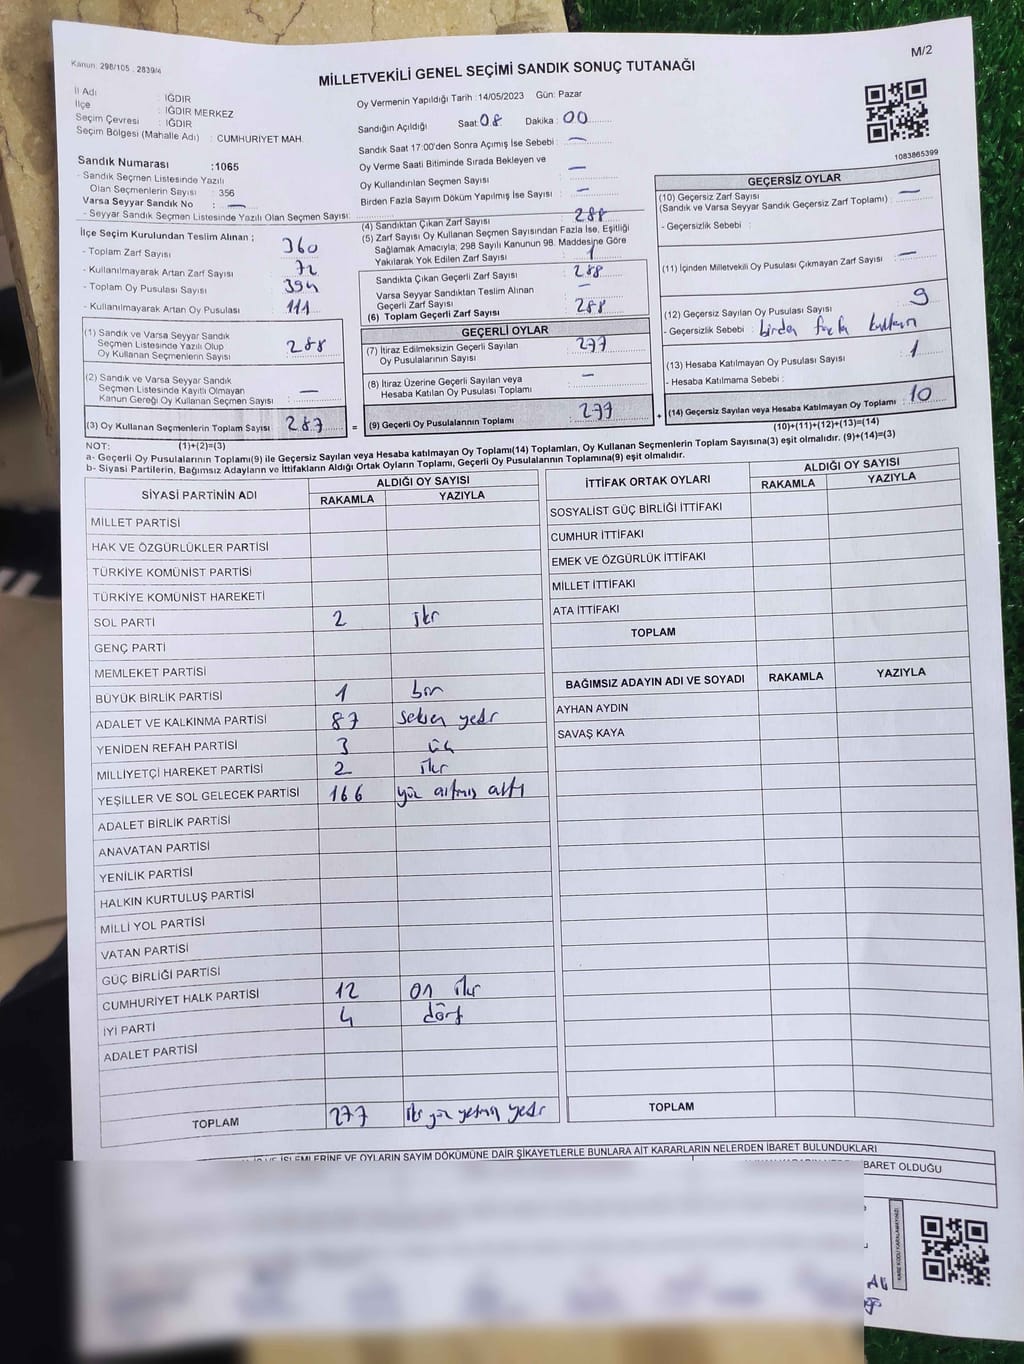 Kanun: 298/105 . 2839/4
M/2
MİLLETVEKİLİ GENEL SEÇİMİ SANDIK SONUÇ TUTANAĞI
İl Adı : IĞDIR
İlçe : IĞDIR MERKEZ
Seçim Çevresi : IĞDIR
Seçim Bölgesi (Mahalle Adı) : CUMHURİYET MAH.
Sandık Numarası :1065
- Sandık Seçmen Listesinde Yazılı
Olan Seçmenlerin Sayısı : 356
Varsa Seyyar Sandık No : —
- Seyyar Sandık Seçmen Listesinde Yazılı Olan Seçmen Sayısı:
Oy Vermenin Yapıldığı Tarih : 14/05/2023 Gün: Pazar
Sandığın Açıldığı Saat 08 Dakika : 00
Sandık Saat 17:00'den Sonra Açımış İse Sebebi : —
Oy Verme Saati Bitiminde Sırada Bekleyen ve
Oy Kullandırılan Seçmen Sayısı : —
Birden Fazla Sayım Döküm Yapılmış İse Sayısı : —
1083865399
İlçe Seçim Kurulundan Teslim Alınan ;
- Toplam Zarf Sayısı : 360
- Kullanılmayarak Artan Zarf Sayısı : 72
- Toplam Oy Pusulası Sayısı : 394
- Kullanılmayarak Artan Oy Pusulası : 111
(1) Sandık ve Varsa Seyyar
Sandık Seçmen Listesinde Yazılı Olup
Oy Kullanan Seçmenlerin Sayısı : 288
(2) Sandık ve Varsa Seyyar Sandık
Seçmen Listesinde Kayıtlı Olmayan
Kanun Gereği Oy Kullanan Seçmen Sayısı : —
(3) Oy Kullanan Seçmenlerin Toplam Sayısı : 287
(1)+(2)=(3)
(4) Sandıktan Çıkan Zarf Sayısı : 288
(5) Zarf Sayısı Oy Kullanan Seçmen Sayısından Fazla İse, Eşitliği
Sağlamak Amacıyla; 298 Sayılı Kanunun 98. Maddesine Göre
Yakılarak Yok Edilen Zarf Sayısı : 1
Sandıkta Çıkan Geçerli Zarf Sayısı : 288
Varsa Seyyar Sandıktan Teslim Alınan
Geçerli Zarf Sayısı : —
(6) Toplam Geçerli Zarf Sayısı : 288
GEÇERLİ OYLAR
(7) İtiraz Edilmeksizin Geçerli Sayılan
Oy Pusulalarının Sayısı : 277
(8) İtiraz Üzerine Geçerli Sayılan veya
Hesaba Katılan Oy Pusulası Toplamı : —
= (9) Geçerli Oy Pusulalarının Toplamı : 277
GEÇERSİZ OYLAR
(10) Geçersiz Zarf Sayısı : —
(Sandık ve Varsa Seyyar Sandık Geçersiz Zarf Toplamı) :
- Geçersizlik Sebebi :
(11) İçinden Milletvekili Oy Pusulası Çıkmayan Zarf Sayısı : —
(12) Geçersiz Sayılan Oy Pusulası Sayısı : 9
- Geçersizlik Sebebi : birden fazla
(13) Hesaba Katılmayan Oy Pusulası Sayısı : 1
- Hesaba Katılmama Sebebi :
+ (14) Geçersiz Sayılan veya Hesaba Katılmayan Oy Toplamı : 10
(10)+(11)+(12)+(13)=(14)
NOT:
a- Geçerli Oy Pusulalarının Toplamı(9) ile Geçersiz Sayılan veya Hesaba katılmayan Oy Toplamı(14) Toplamları, Oy Kullanan Seçmenlerin Toplam Sayısına(3) eşit olmalıdır. (9)+(14)=(3)
b- Siyasi Partilerin, Bağımsız Adayların ve İttifakların Aldığı Ortak Oyların Toplamı, Geçerli Oy Pusulalarının Toplamına(9) eşit olmalıdır.
SİYASİ PARTİNİN ADI ALDIĞI OY SAYISI
RAKAMLA YAZIYLA
MİLLET PARTİSİ
HAK VE ÖZGÜRLÜKLER PARTİSİ
TÜRKİYE KOMÜNİST PARTİSİ
TÜRKİYE KOMÜNİST HAREKETİ
SOL PARTİ 2 iki
GENÇ PARTİ
MEMLEKET PARTİSİ
BÜYÜK BİRLİK PARTİSİ 1 bir
ADALET VE KALKINMA PARTİSİ 87 seksen yedi
YENİDEN REFAH PARTİSİ 3 üç
MİLLİYETÇİ HAREKET PARTİSİ 2 iki
YEŞİLLER VE SOL GELECEK PARTİSİ 166 yüz altmış altı
ADALET BİRLİK PARTİSİ
ANAVATAN PARTİSİ
YENİLİK PARTİSİ
HALKIN KURTULUŞ PARTİSİ
MİLLİ YOL PARTİSİ
VATAN PARTİSİ
GÜÇ BİRLİĞİ PARTİSİ
CUMHURİYET HALK PARTİSİ 12 on iki
İYİ PARTİ 4 dört
ADALET PARTİSİ
TOPLAM 277 iki yüz yetmiş yedi
İTTİFAK ORTAK OYLARI ALDIĞI OY SAYISI
RAKAMLA YAZIYLA
SOSYALİST GÜÇ BİRLİĞİ İTTİFAKI
CUMHUR İTTİFAKI
EMEK VE ÖZGÜRLÜK İTTİFAKI
MİLLET İTTİFAKI
ATA İTTİFAKI
TOPLAM
BAĞIMSIZ ADAYIN ADI VE SOYADI RAKAMLA YAZIYLA
AYHAN AYDIN
SAVAŞ KAYA
TOPLAM
İŞLEMLERİNE VE OYLARIN SAYIM DÖKÜMÜNE DAİR ŞİKAYETLERLE BUNLARA AİT KARARLARIN NELERDEN İBARET BULUNDUKLARI
İBARET OLDUĞU
KARE KODU KARALAMAYINIZ!